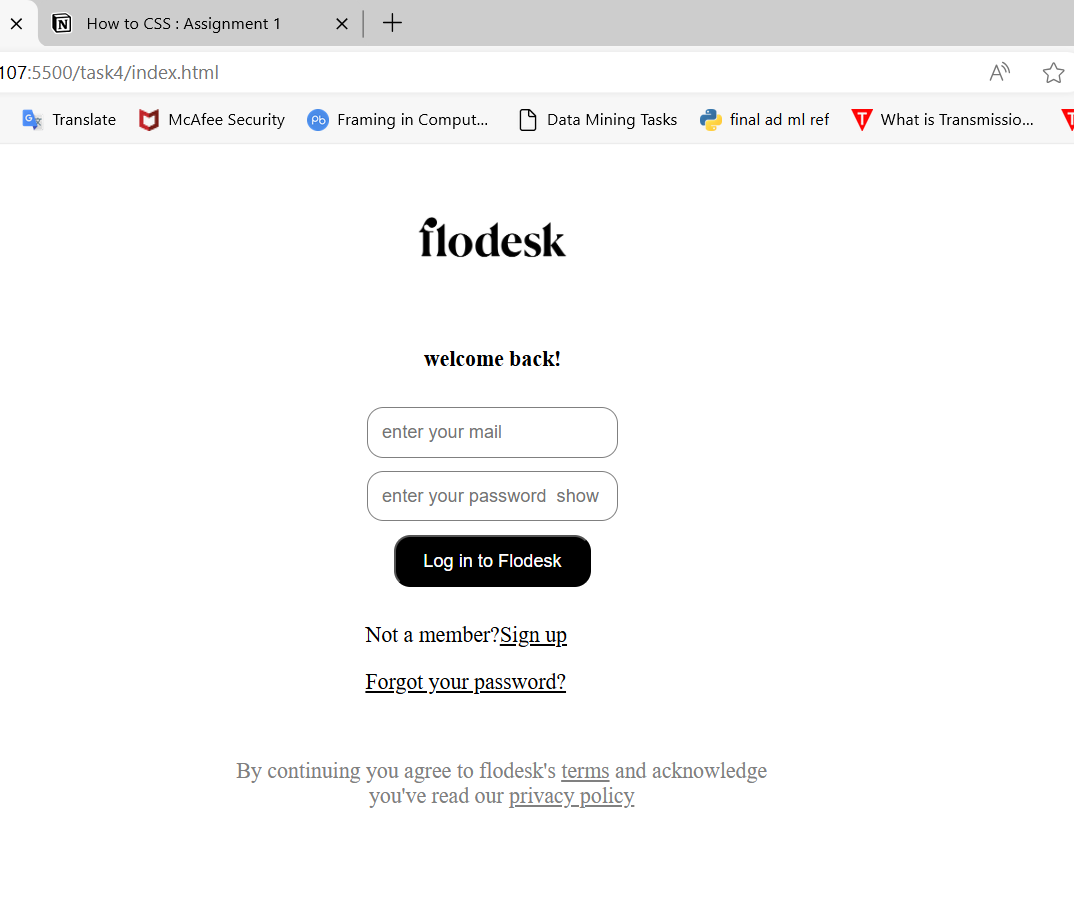 How to CSS : Assignment 1
107:5500/task4/index.html
Translate McAfee Security Framing in Comput... Data Mining Tasks final ad ml ref What is Transmissio...
flodesk
welcome back!
enter your mail
enter your password show
Log in to Flodesk
Not a member?Sign up
Forgot your password?
By continuing you agree to flodesk's terms and acknowledge
you've read our privacy policy